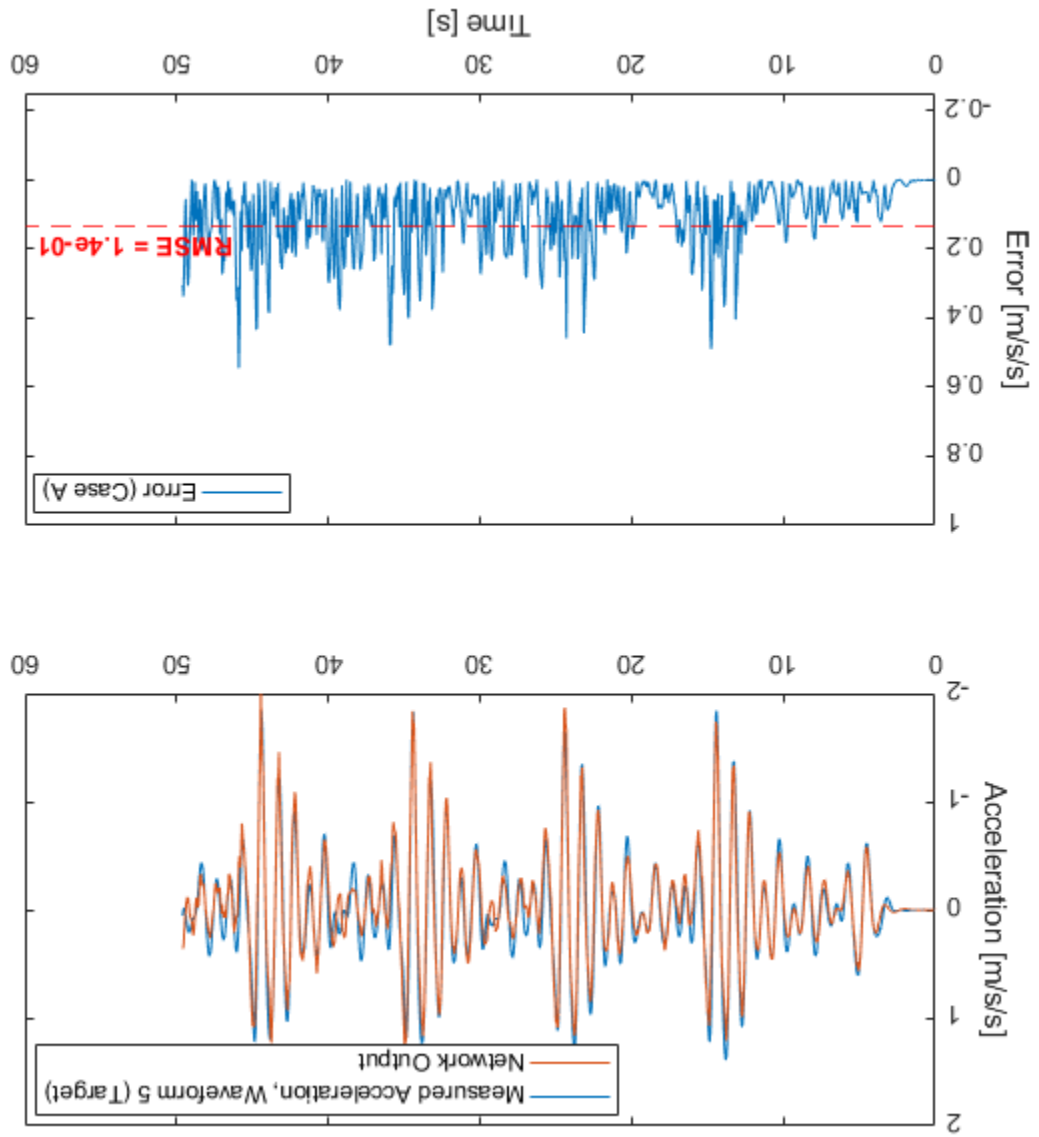 2
Measured Acceleration, Waveform 5 (Target)
Network Output
1
Acceleration [m/s/s]
0
-1
-2
0 10 20 30 40 50 60
1
Error (Case A)
0.8
0.6
Error [m/s/s]
0.4
0.2
RMSE = 1.4e-01
0
-0.2
0 10 20 30 40 50 60
Time [s]